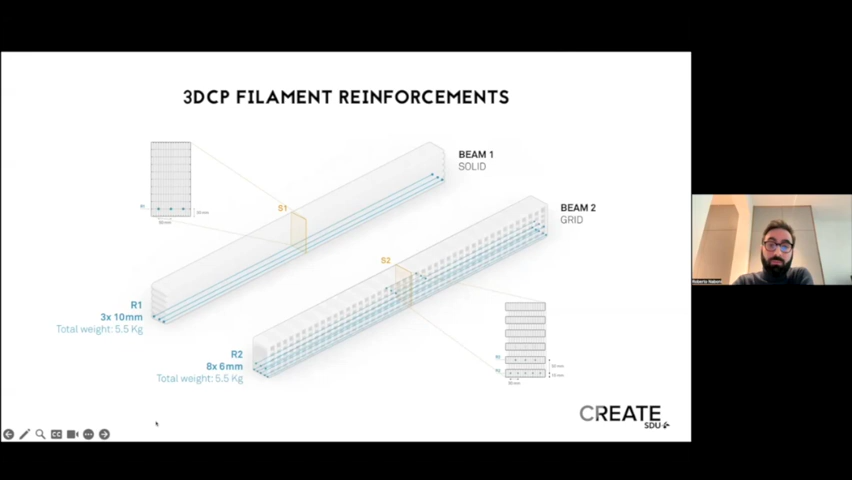 3DCP FILAMENT REINFORCEMENTS
BEAM 1
SOLID
S1
BEAM 2
GRID
S2
R1
3x 10mm
Total weight: 5.5 Kg
R2
8x 6mm
Total weight: 5.5 Kg
CREATE
SDU
CC